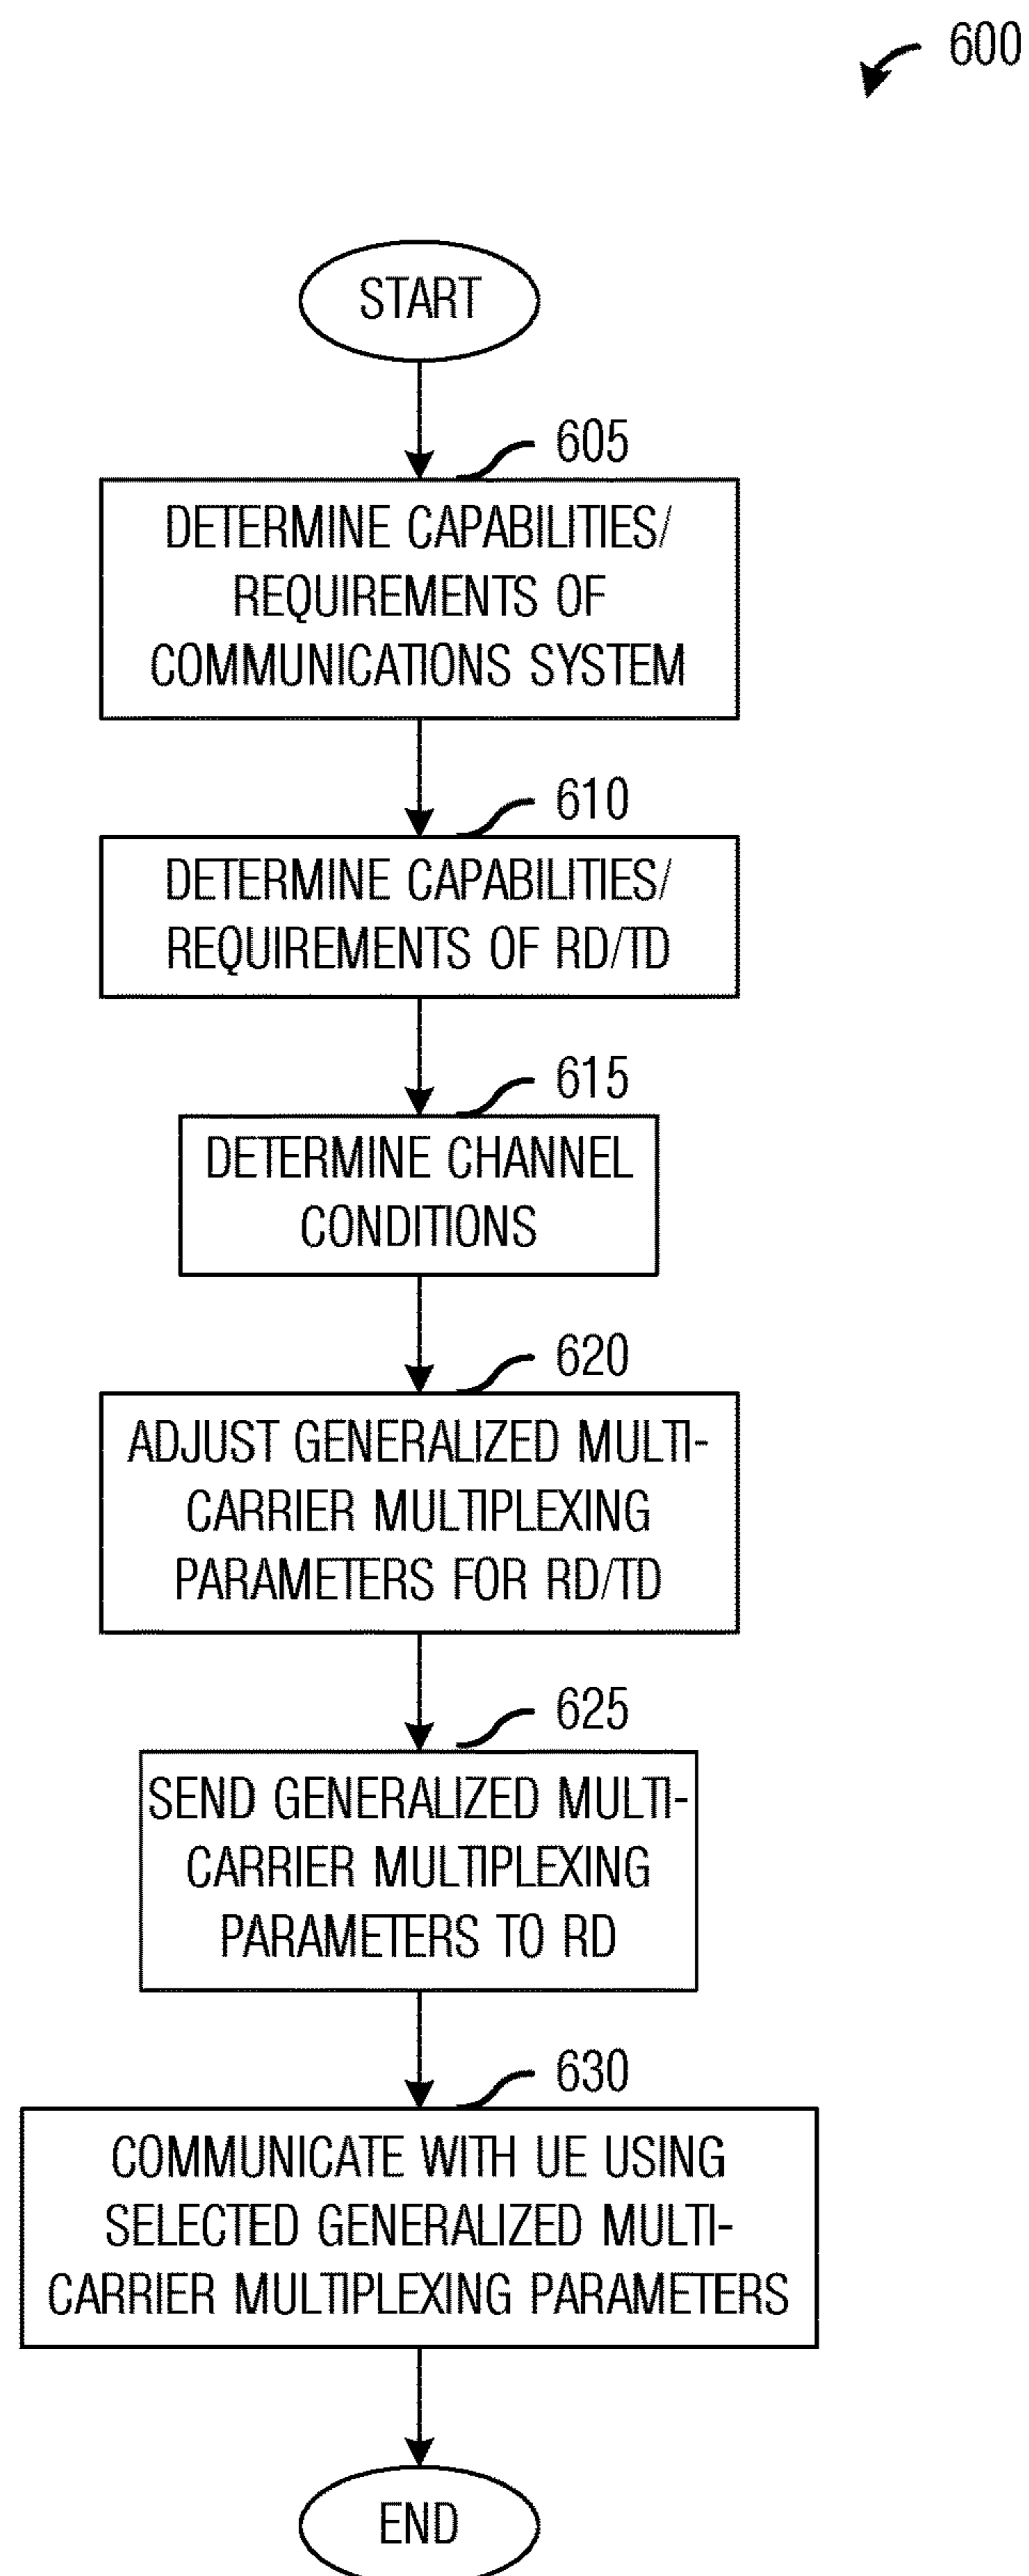 600
START
605
DETERMINE CAPABILITIES/
REQUIREMENTS OF
COMMUNICATIONS SYSTEM
610
DETERMINE CAPABILITIES/
REQUIREMENTS OF RD/TD
615
DETERMINE CHANNEL
CONDITIONS
620
ADJUST GENERALIZED MULTI-
CARRIER MULTIPLEXING
PARAMETERS FOR RD/TD
625
SEND GENERALIZED MULTI-
CARRIER MULTIPLEXING
PARAMETERS TO RD
630
COMMUNICATE WITH UE USING
SELECTED GENERALIZED MULTI-
CARRIER MULTIPLEXING PARAMETERS
END